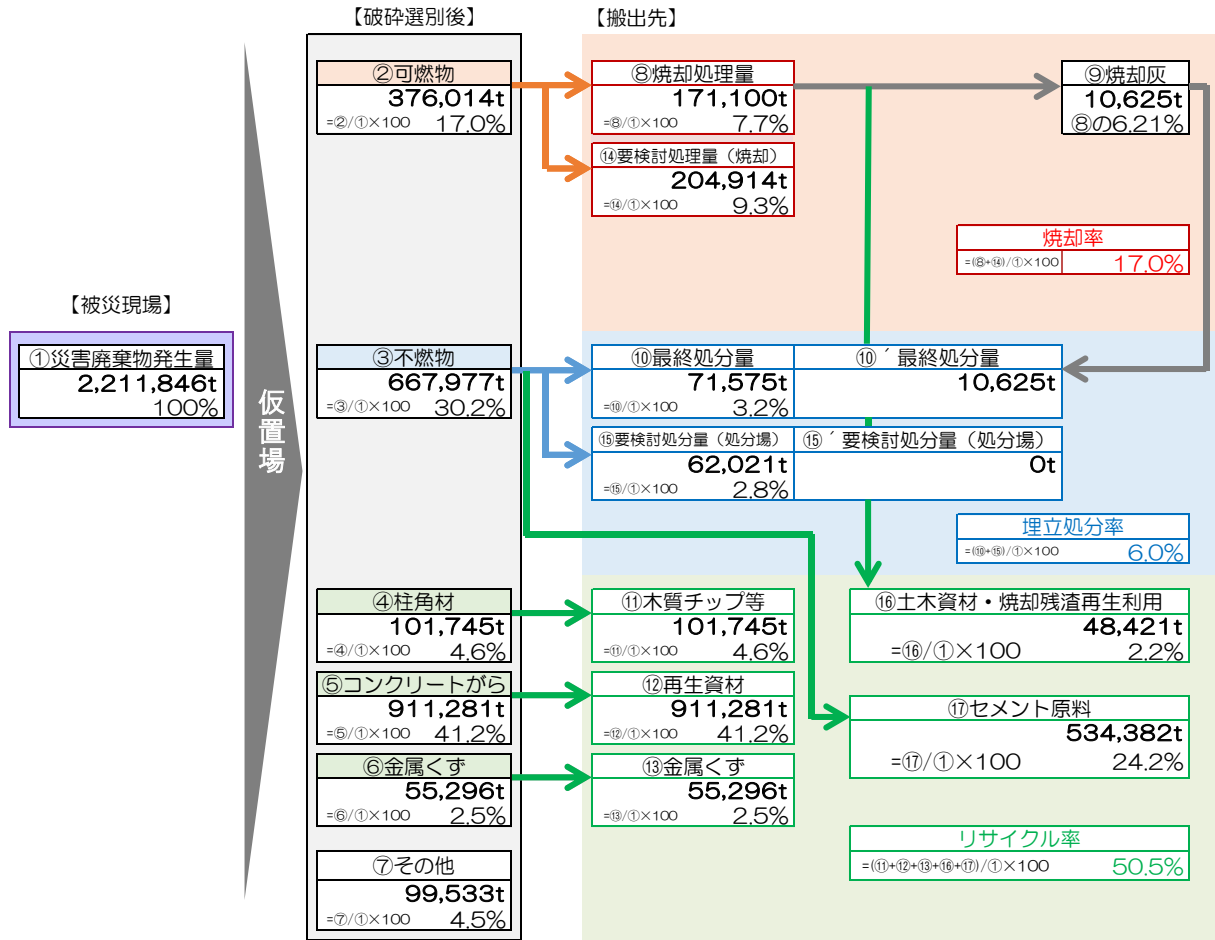 【破砕選別後】
【搬出先】
②可燃物
376,014t
=②/①×100 17.0%
⑧焼却処理量
171,100t
=⑧/①×100 7.7%
⑨焼却灰
10,625t
⑧の6.21%
⑭要検討処理量（焼却）
204,914t
=⑭/①×100 9.3%
焼却率
=(⑧+⑭)/①×100 17.0%
【被災現場】
①災害廃棄物発生量
2,211,846t
100%
仮置場
③不燃物
667,977t
=③/①×100 30.2%
⑩最終処分量
71,575t
=⑩/①×100 3.2%
⑩´最終処分量
10,625t
⑮要検討処分量（処分場）
62,021t
=⑮/①×100 2.8%
⑮´要検討処分量（処分場）
0t
埋立処分率
=(⑩+⑮)/①×100 6.0%
④柱角材
101,745t
=④/①×100 4.6%
⑪木質チップ等
101,745t
=⑪/①×100 4.6%
⑯土木資材・焼却残渣再生利用
48,421t
=⑯/①×100 2.2%
⑤コンクリートがら
911,281t
=⑤/①×100 41.2%
⑫再生資材
911,281t
=⑫/①×100 41.2%
⑰セメント原料
534,382t
=⑰/①×100 24.2%
⑥金属くず
55,296t
=⑥/①×100 2.5%
⑬金属くず
55,296t
=⑬/①×100 2.5%
リサイクル率
=(⑪+⑫+⑬+⑯+⑰)/①×100 50.5%
⑦その他
99,533t
=⑦/①×100 4.5%